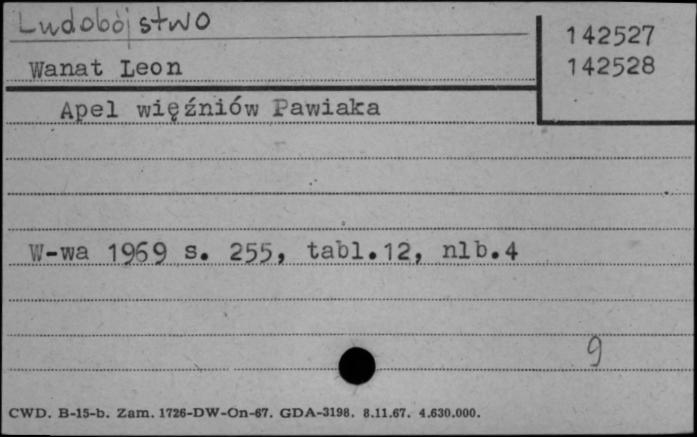 Ludobójstwo
142527
Wanat Leon
142528
Apel więźniów Pawiaka
W-wa 1969 s. 255, tabl.12, nlb.4
9
CWD. B-15-b. Zam. 1726-DW-On-67. GDA-3198. 8.11.67. 4.630.000.